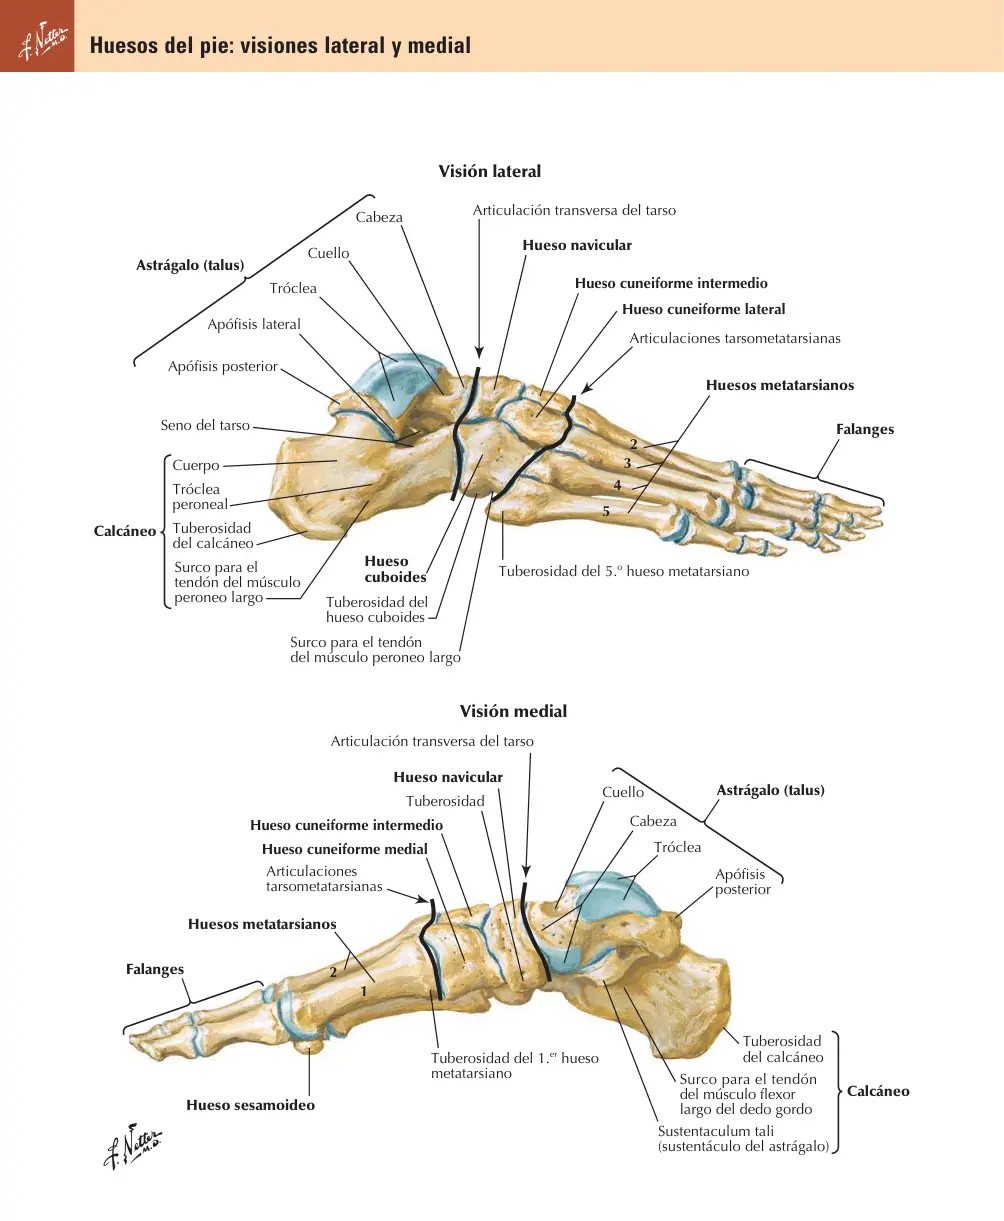 F. Netter M.D.
Huesos del pie: visiones lateral y medial
Visión lateral
Cabeza
Articulación transversa del tarso
Cuello
Hueso navicular
Astrágalo (talus)
Tróclea
Hueso cuneiforme intermedio
Hueso cuneiforme lateral
Apófisis lateral
Articulaciones tarsometatarsianas
Apófisis posterior
Huesos metatarsianos
Seno del tarso
Falanges
2
3
4
5
Calcáneo
Cuerpo
Tróclea
peroneal
Tuberosidad
del calcáneo
Surco para el
tendón del músculo
peroneo largo
Hueso
cuboides
Tuberosidad del 5.º hueso metatarsiano
Tuberosidad del
hueso cuboides
Surco para el tendón
del músculo peroneo largo
Visión medial
Articulación transversa del tarso
Hueso navicular
Tuberosidad
Cuello
Astrágalo (talus)
Hueso cuneiforme intermedio
Cabeza
Hueso cuneiforme medial
Tróclea
Articulaciones
tarsometatarsianas
Apófisis
posterior
Huesos metatarsianos
Falanges
2
1
Tuberosidad del 1.er hueso
metatarsiano
Hueso sesamoideo
Tuberosidad
del calcáneo
Surco para el tendón
del músculo flexor
largo del dedo gordo
Calcáneo
Sustentaculum tali
(sustentáculo del astrágalo)
F. Netter M.D.